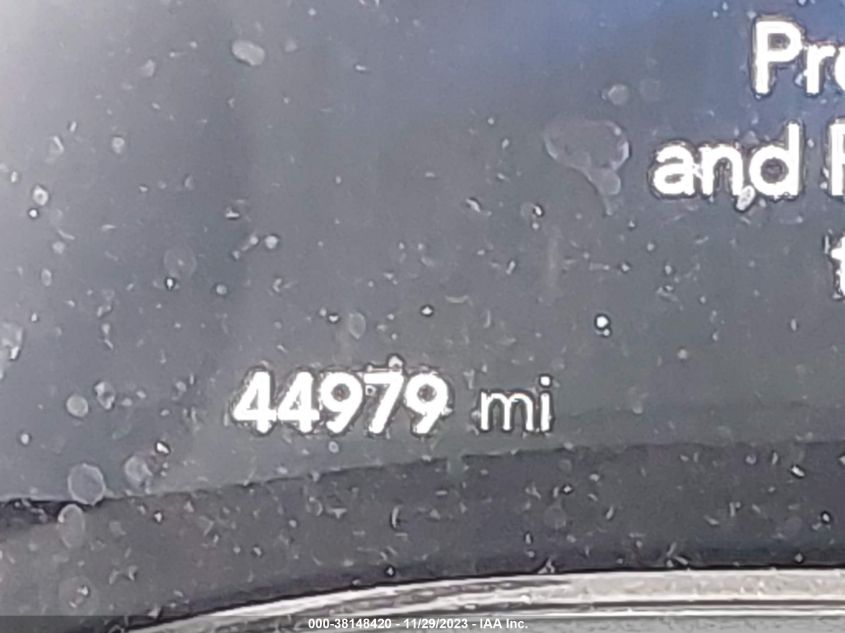 and
44979 mi
000-38148420 - 11/29/2023 - IAA Inc.